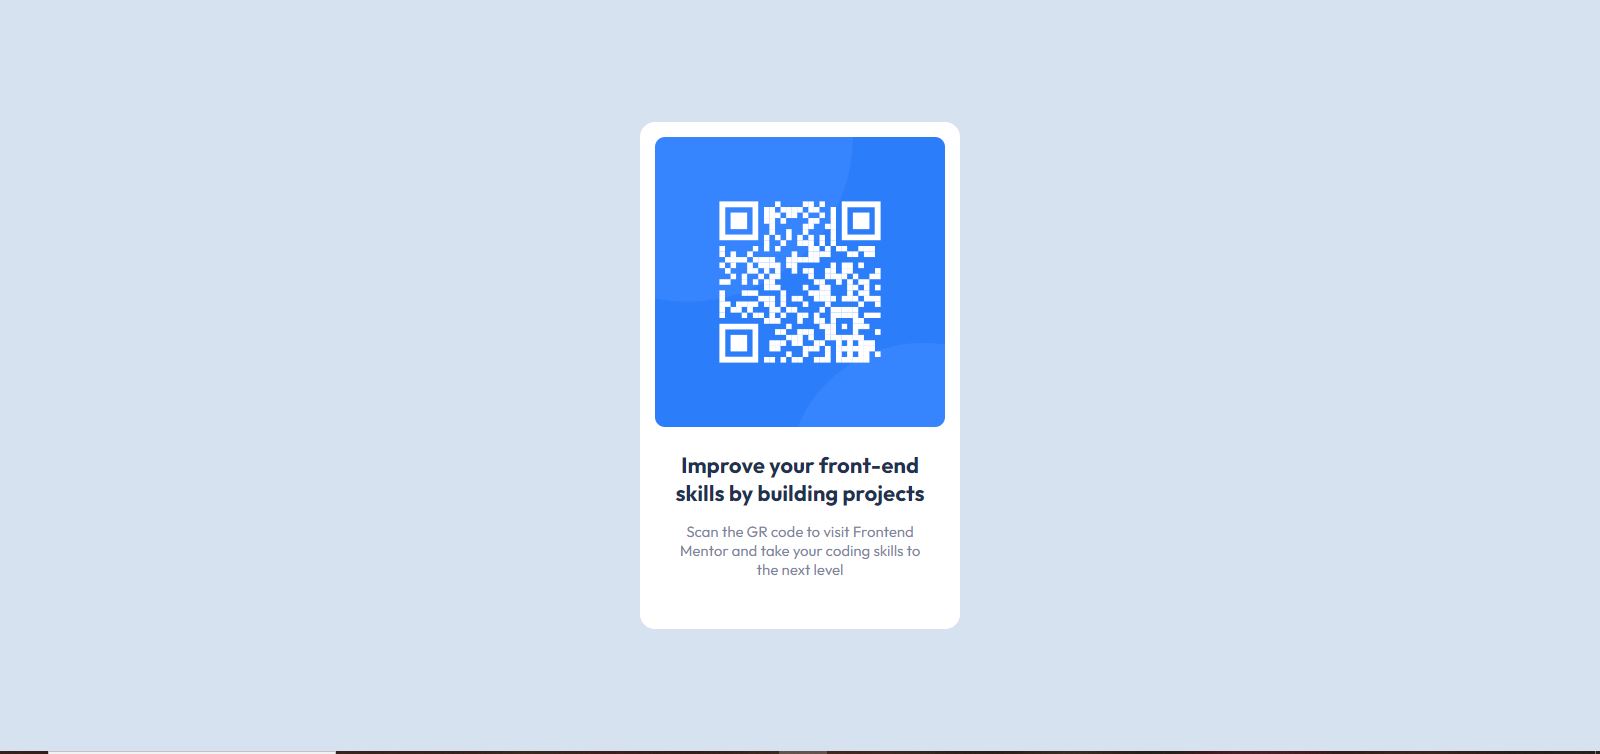 Improve your front-end
skills by building projects
Scan the GR code to visit Frontend
Mentor and take your coding skills to
the next level